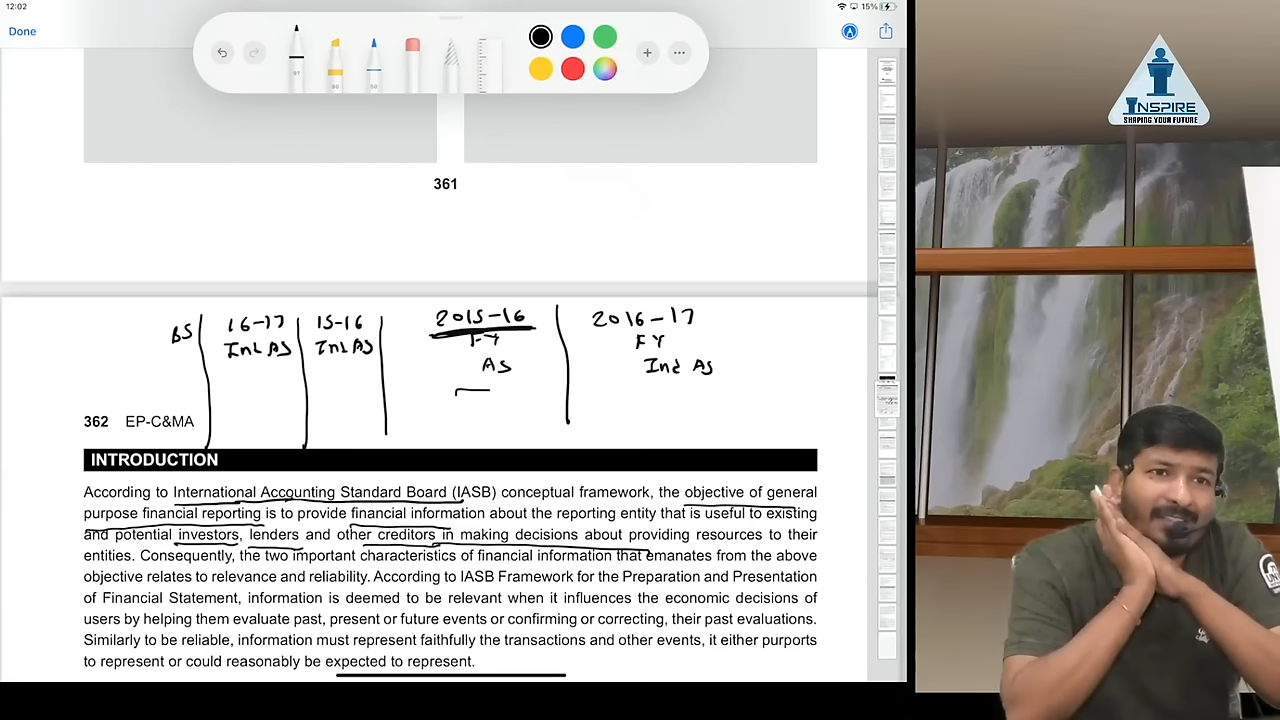 12:02
15%
Done
97
80
50
361
BS 16-17 15-16 2015-16 2016-17
Ind AS Ind AS FY FY
AS Ind AS
362 EP-C&MA
INTRODUCTION
According to International Accounting Standard Board (IASB) conceptual framework, the objective of general
purpose financial reporting is to provide financial information about the reporting entity that is useful to existing
and potential investors, lenders and other creditors in making decisions about providing resources to their
entities. Consequently, the two important characteristics of financial information that emanates from the above
objective relates to relevance and reliability. According to IASB Framework for the Preparation and Presentation
of Financial Statement, information is deemed to be relevant when it influences the economic decisions of
users by helping them evaluate past, present or future events or confirming or correcting, their past evaluations.
Similarly to be reliable, information must represent faithfully the transactions and other events, it either purports
to represent or could reasonably be expected to represent.
INSPIRE
SHAPING YOUR FUTURE